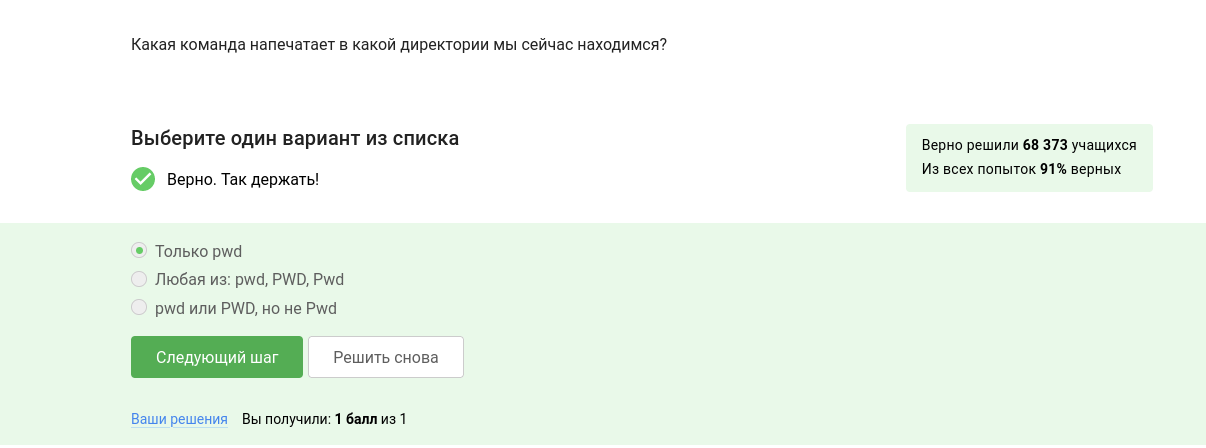 Какая команда напечатает в какой директории мы сейчас находимся?
Выберите один вариант из списка
Верно. Так держать!
Верно решили 68 373 учащихся
Из всех попыток 91% верных
Только pwd
Любая из: pwd, PWD, Pwd
pwd или PWD, но не Pwd
Следующий шаг
Решить снова
Ваши решения Вы получили: 1 балл из 1